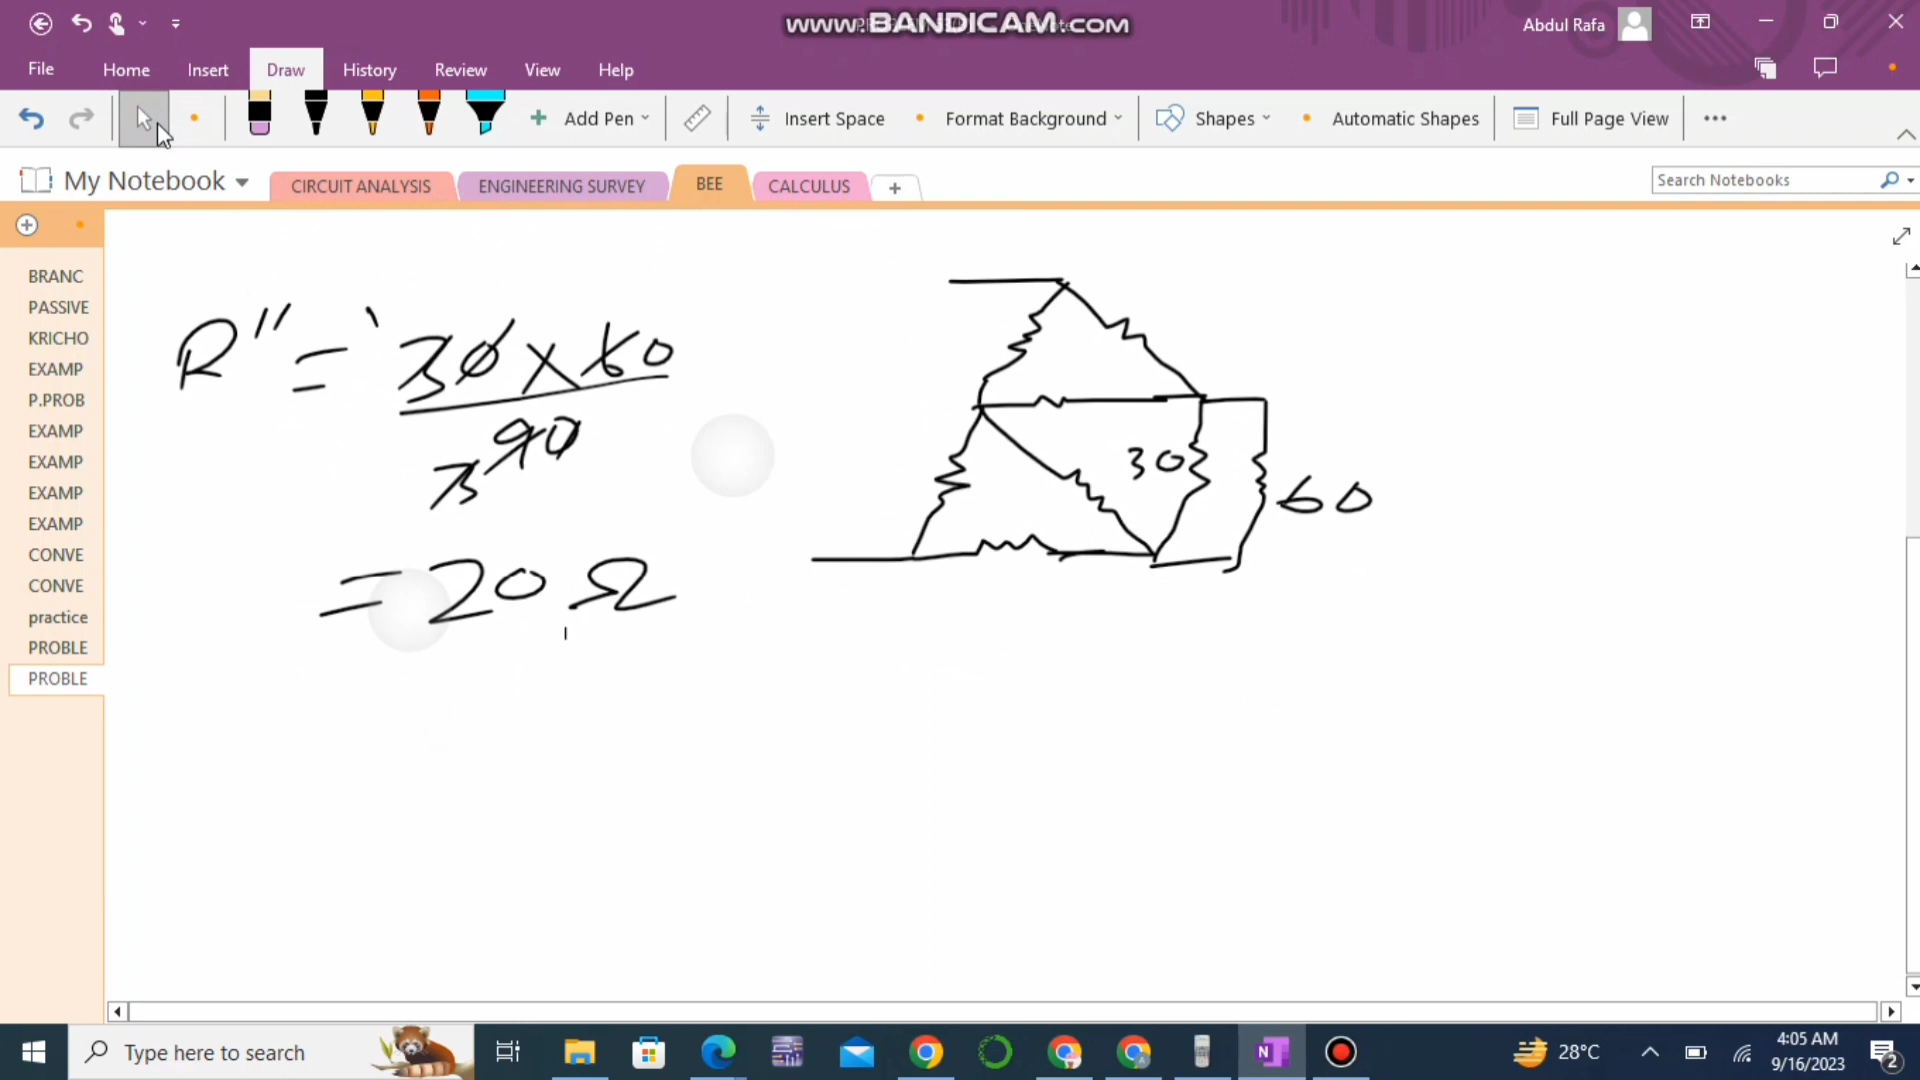 www.BANDICAM.com
Abdul Rafa
File Home Insert Draw History Review View Help
Add Pen Insert Space Format Background Shapes Automatic Shapes Full Page View
My Notebook CIRCUIT ANALYSIS ENGINEERING SURVEY BEE CALCULUS Search Notebooks
BRANC
PASSIVE
KRICHO
EXAMP
P.PROB
EXAMP
EXAMP
EXAMP
EXAMP
CONVE
CONVE
practice
PROBLE
PROBLE
R'' = 30 x 60
90
3
= 20 Ω
30
60
Type here to search
28°C
4:05 AM
9/16/2023
2